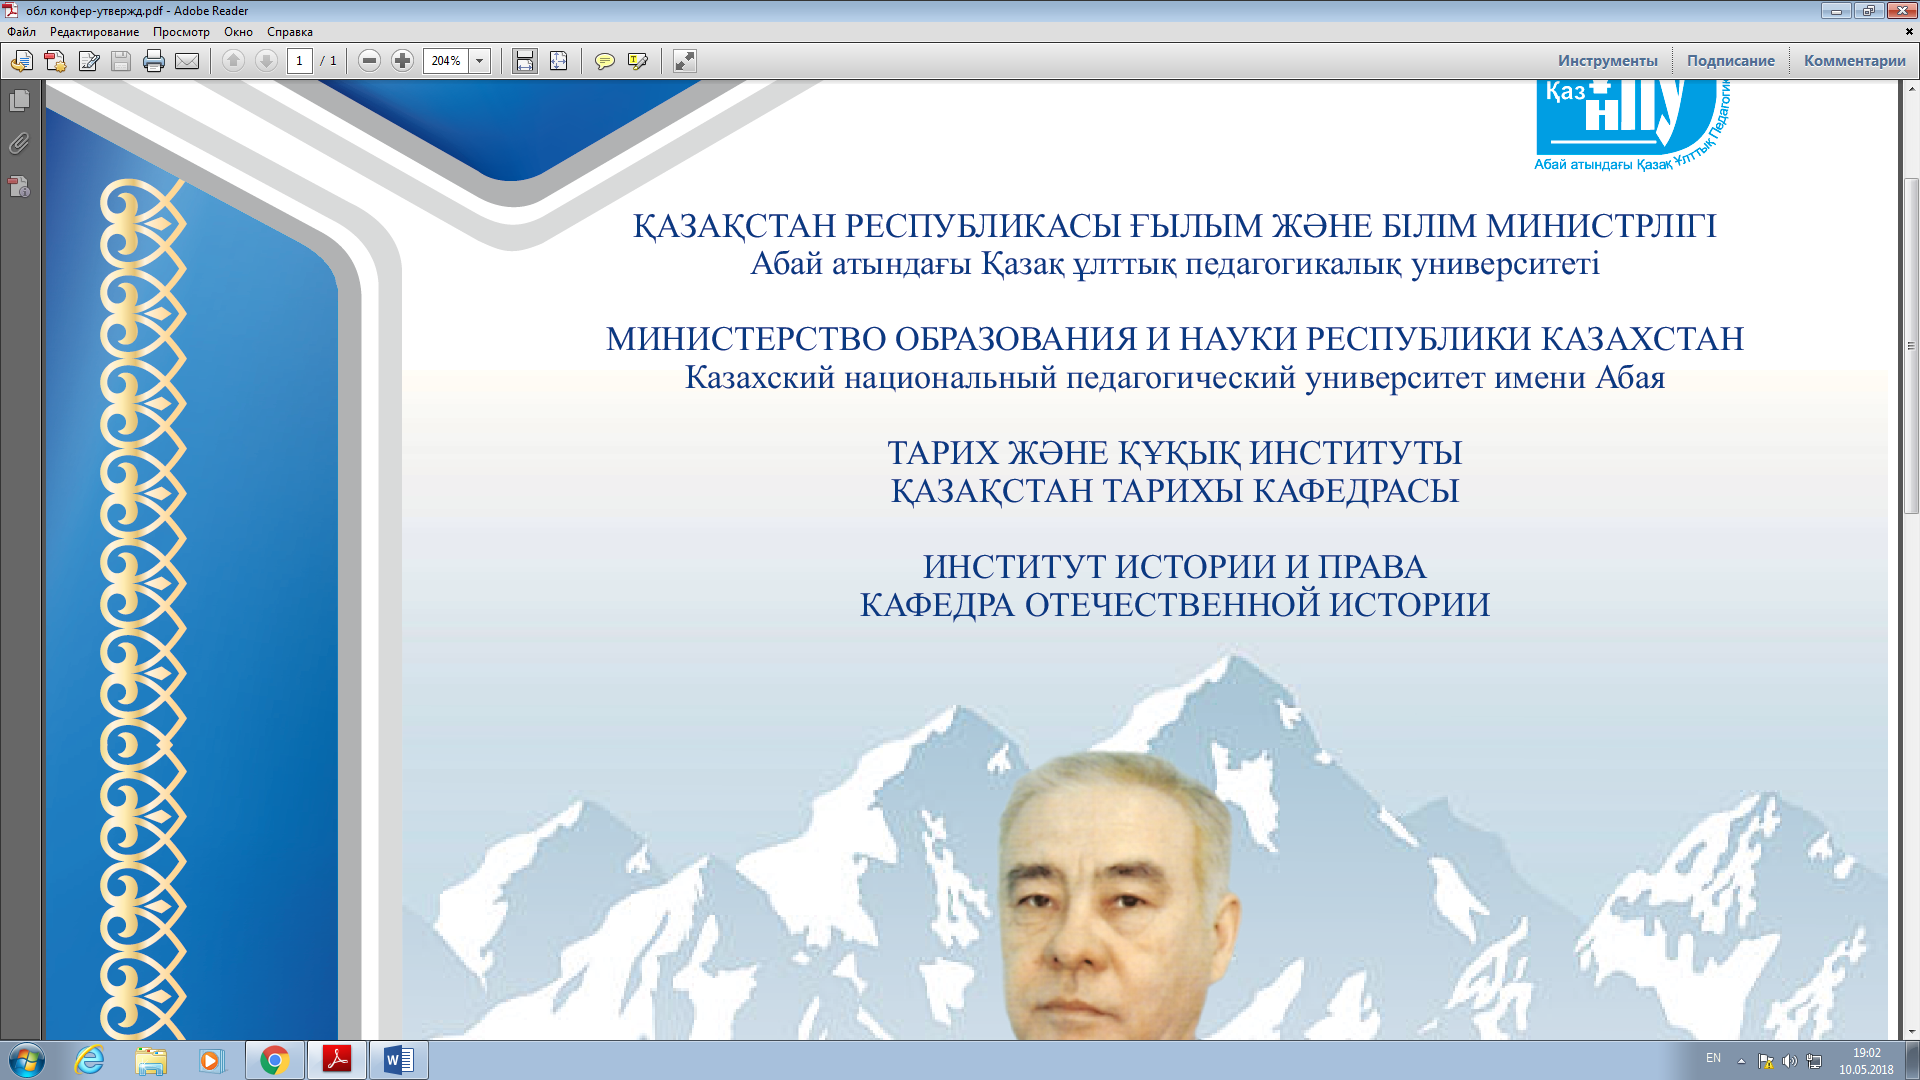 обл конфер-утвержд.pdf - Adobe Reader
Файл Редактирование Просмотр Окно Справка
1 / 1 204% Инструменты Подписание Комментарии
Қаз ҰПУ
Абай атындағы Қазақ Ұлттық
ҚАЗАҚСТАН РЕСПУБЛИКАСЫ ҒЫЛЫМ ЖӘНЕ БІЛІМ МИНИСТРЛІГІ
Абай атындағы Қазақ ұлттық педагогикалық университеті
МИНИСТЕРСТВО ОБРАЗОВАНИЯ И НАУКИ РЕСПУБЛИКИ КАЗАХСТАН
Казахский национальный педагогический университет имени Абая
ТАРИХ ЖӘНЕ ҚҰҚЫҚ ИНСТИТУТЫ
ҚАЗАҚСТАН ТАРИХЫ КАФЕДРАСЫ
ИНСТИТУТ ИСТОРИИ И ПРАВА
КАФЕДРА ОТЕЧЕСТВЕННОЙ ИСТОРИИ
EN 19:02
10.05.2018